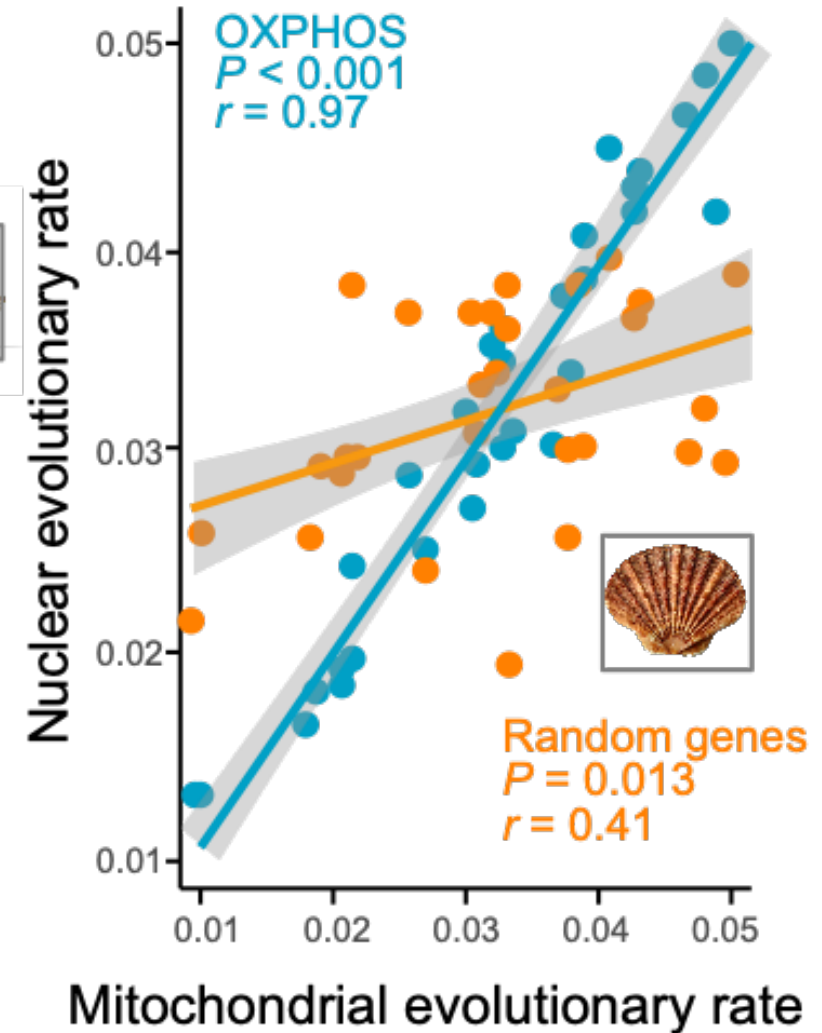 OXPHOS
P < 0.001
r = 0.97
Nuclear evolutionary rate
0.05
0.04
0.03
0.02
0.01
Random genes
P = 0.013
r = 0.41
0.01 0.02 0.03 0.04 0.05
Mitochondrial evolutionary rate